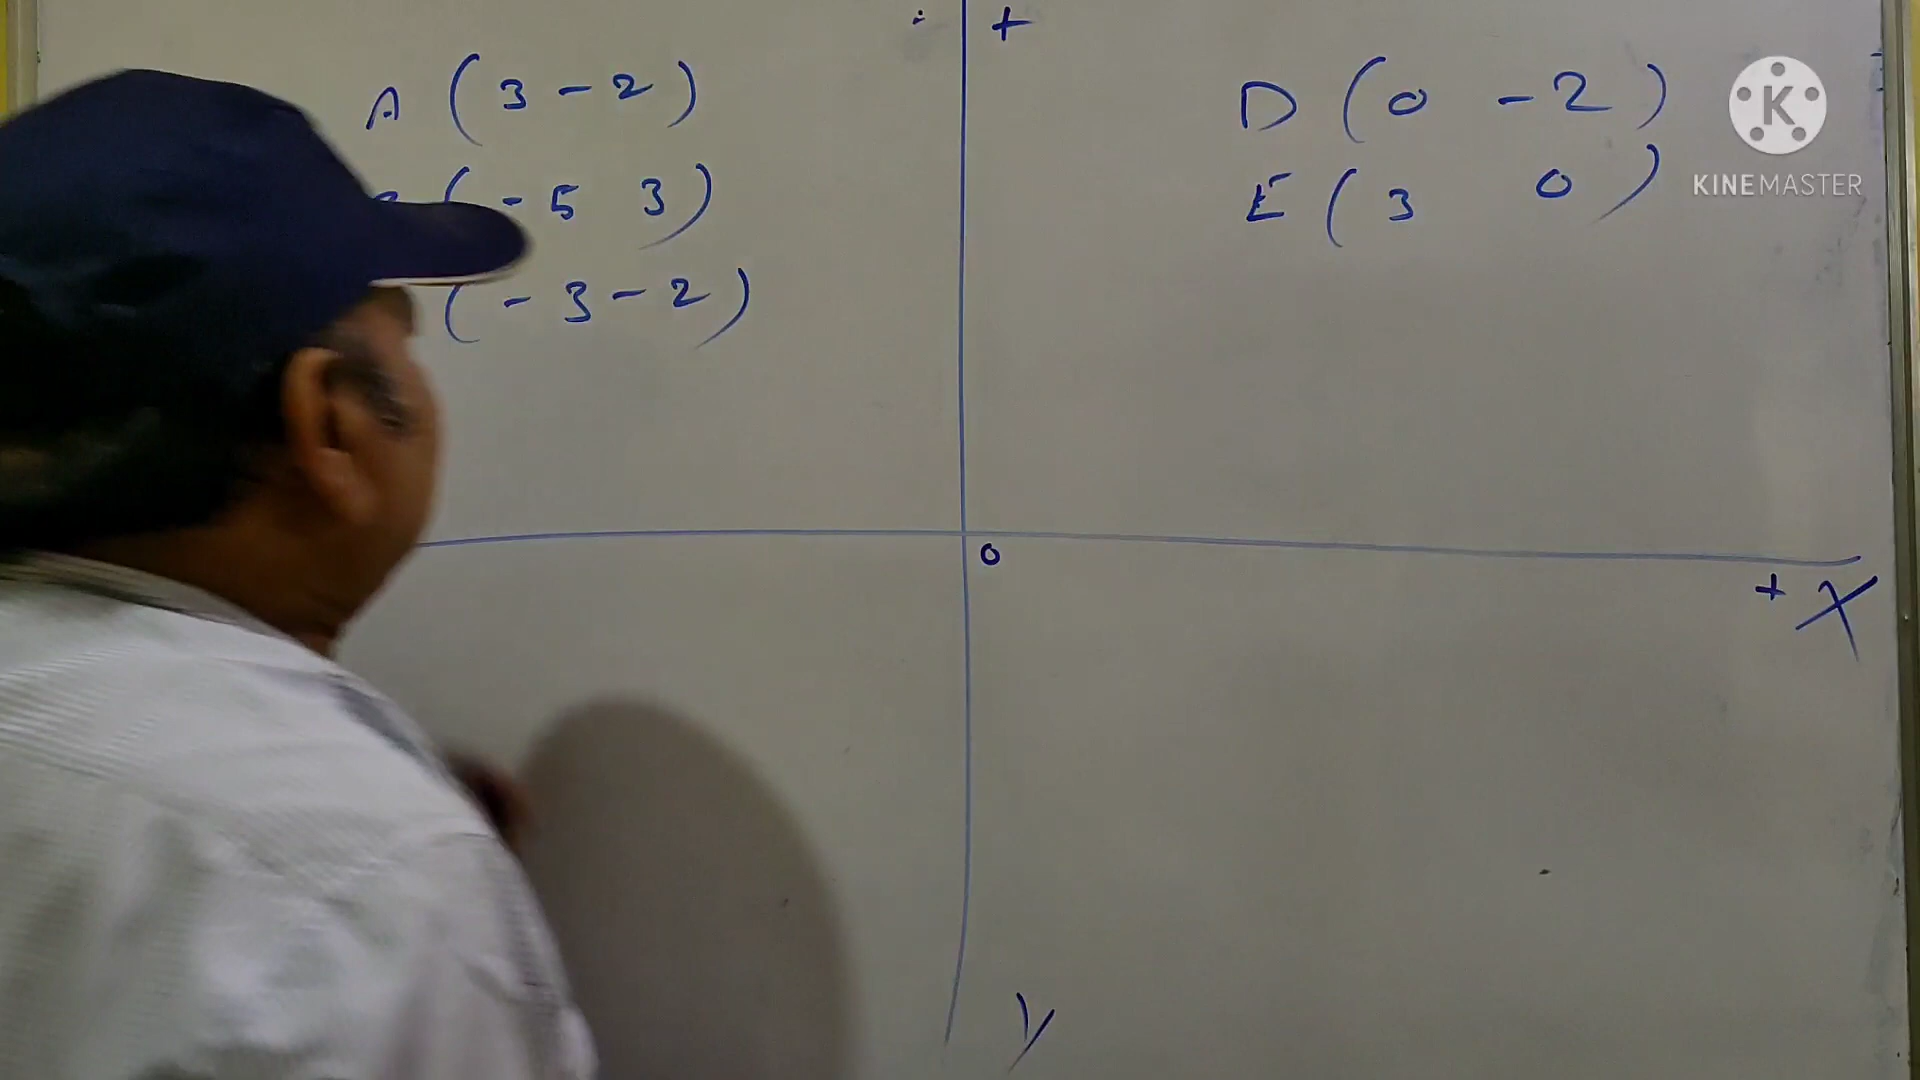 +
A ( 3 - 2 )
( - 5 3 )
( - 3 - 2 )
D ( 0 - 2 )
E ( 3 0 )
KINEMASTER
0
+ X
Y